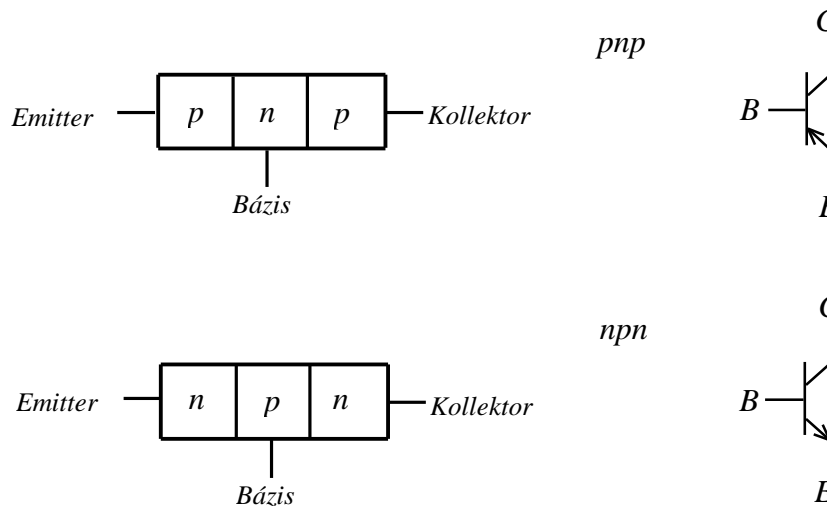 pnp
C
Emitter p n p Kollektor B
Bázis
E
npn
C
Emitter n p n Kollektor B
Bázis
E